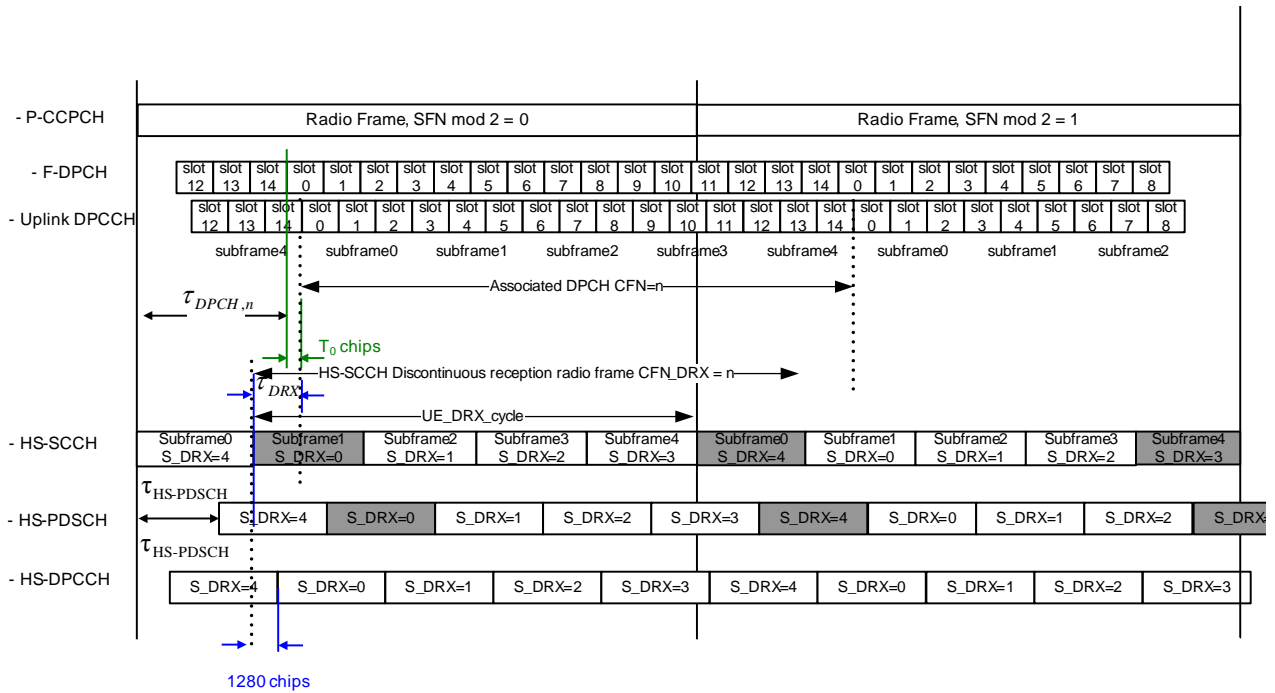 - P-CCPCH
Radio Frame, SFN mod 2 = 0
Radio Frame, SFN mod 2 = 1
- F-DPCH
slot slot slot slot slot slot slot slot slot slot slot slot slot slot slot slot slot slot slot slot slot slot slot slot slot slot slot
12 13 14 0 1 2 3 4 5 6 7 8 9 10 11 12 13 14 0 1 2 3 4 5 6 7 8
- Uplink DPCCH
slot slot slot slot slot slot slot slot slot slot slot slot slot slot slot slot slot slot slot slot slot slot slot slot slot slot slot
12 13 14 0 1 2 3 4 5 6 7 8 9 10 11 12 13 14 0 1 2 3 4 5 6 7 8
subframe4 subframe0 subframe1 subframe2 subframe3 subframe4 subframe0 subframe1 subframe2
Associated DPCH CFN=n
τ DPCH,n
T0 chips
HS-SCCH Discontinuous reception radio frame CFN_DRX = n
τ DRX
UE_DRX_cycle
- HS-SCCH
Subframe0 Subframe1 Subframe2 Subframe3 Subframe4 Subframe0 Subframe1 Subframe2 Subframe3 Subframe4
S_DRX=4 S_DRX=0 S_DRX=1 S_DRX=2 S_DRX=3 S_DRX=4 S_DRX=0 S_DRX=1 S_DRX=2 S_DRX=3
τHS-PDSCH
- HS-PDSCH
S_DRX=4 S_DRX=0 S_DRX=1 S_DRX=2 S_DRX=3 S_DRX=4 S_DRX=0 S_DRX=1 S_DRX=2 S_DRX=
τHS-PDSCH
- HS-DPCCH
S_DRX=4 S_DRX=0 S_DRX=1 S_DRX=2 S_DRX=3 S_DRX=4 S_DRX=0 S_DRX=1 S_DRX=2 S_DRX=3
1280 chips